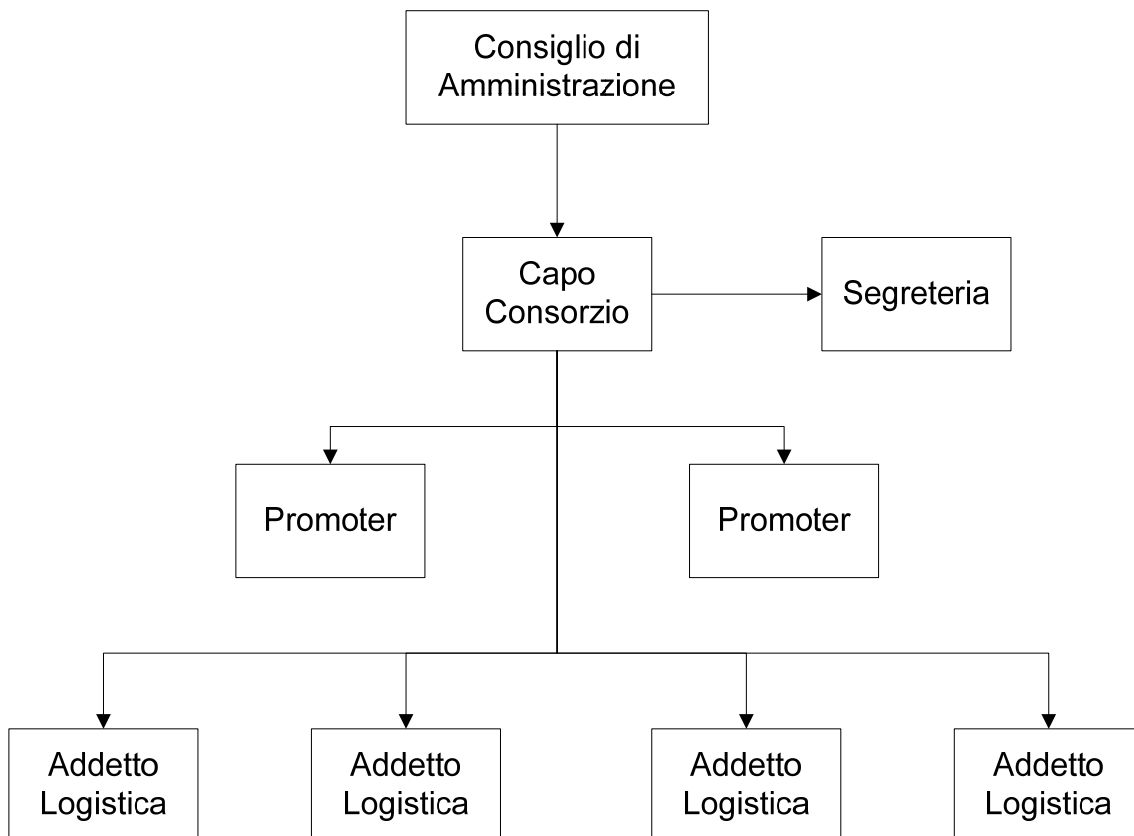 Consiglio di
Amministrazione
Capo
Consorzio
Segreteria
Promoter
Promoter
Addetto
Logistica
Addetto
Logistica
Addetto
Logistica
Addetto
Logistica